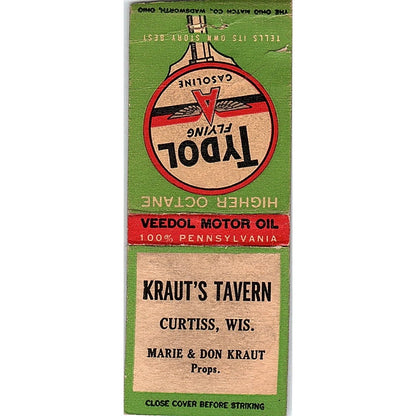 THE OHIO MATCH CO. WADSWORTH, OHIO
TELLS ITS OWN STORY BEST
GASOLINE
A
FLYING
TYDOL
HIGHER OCTANE
VEEDOL MOTOR OIL
100% PENNSYLVANIA
KRAUT'S TAVERN
CURTISS, WIS.
MARIE & DON KRAUT
Props.
CLOSE COVER BEFORE STRIKING